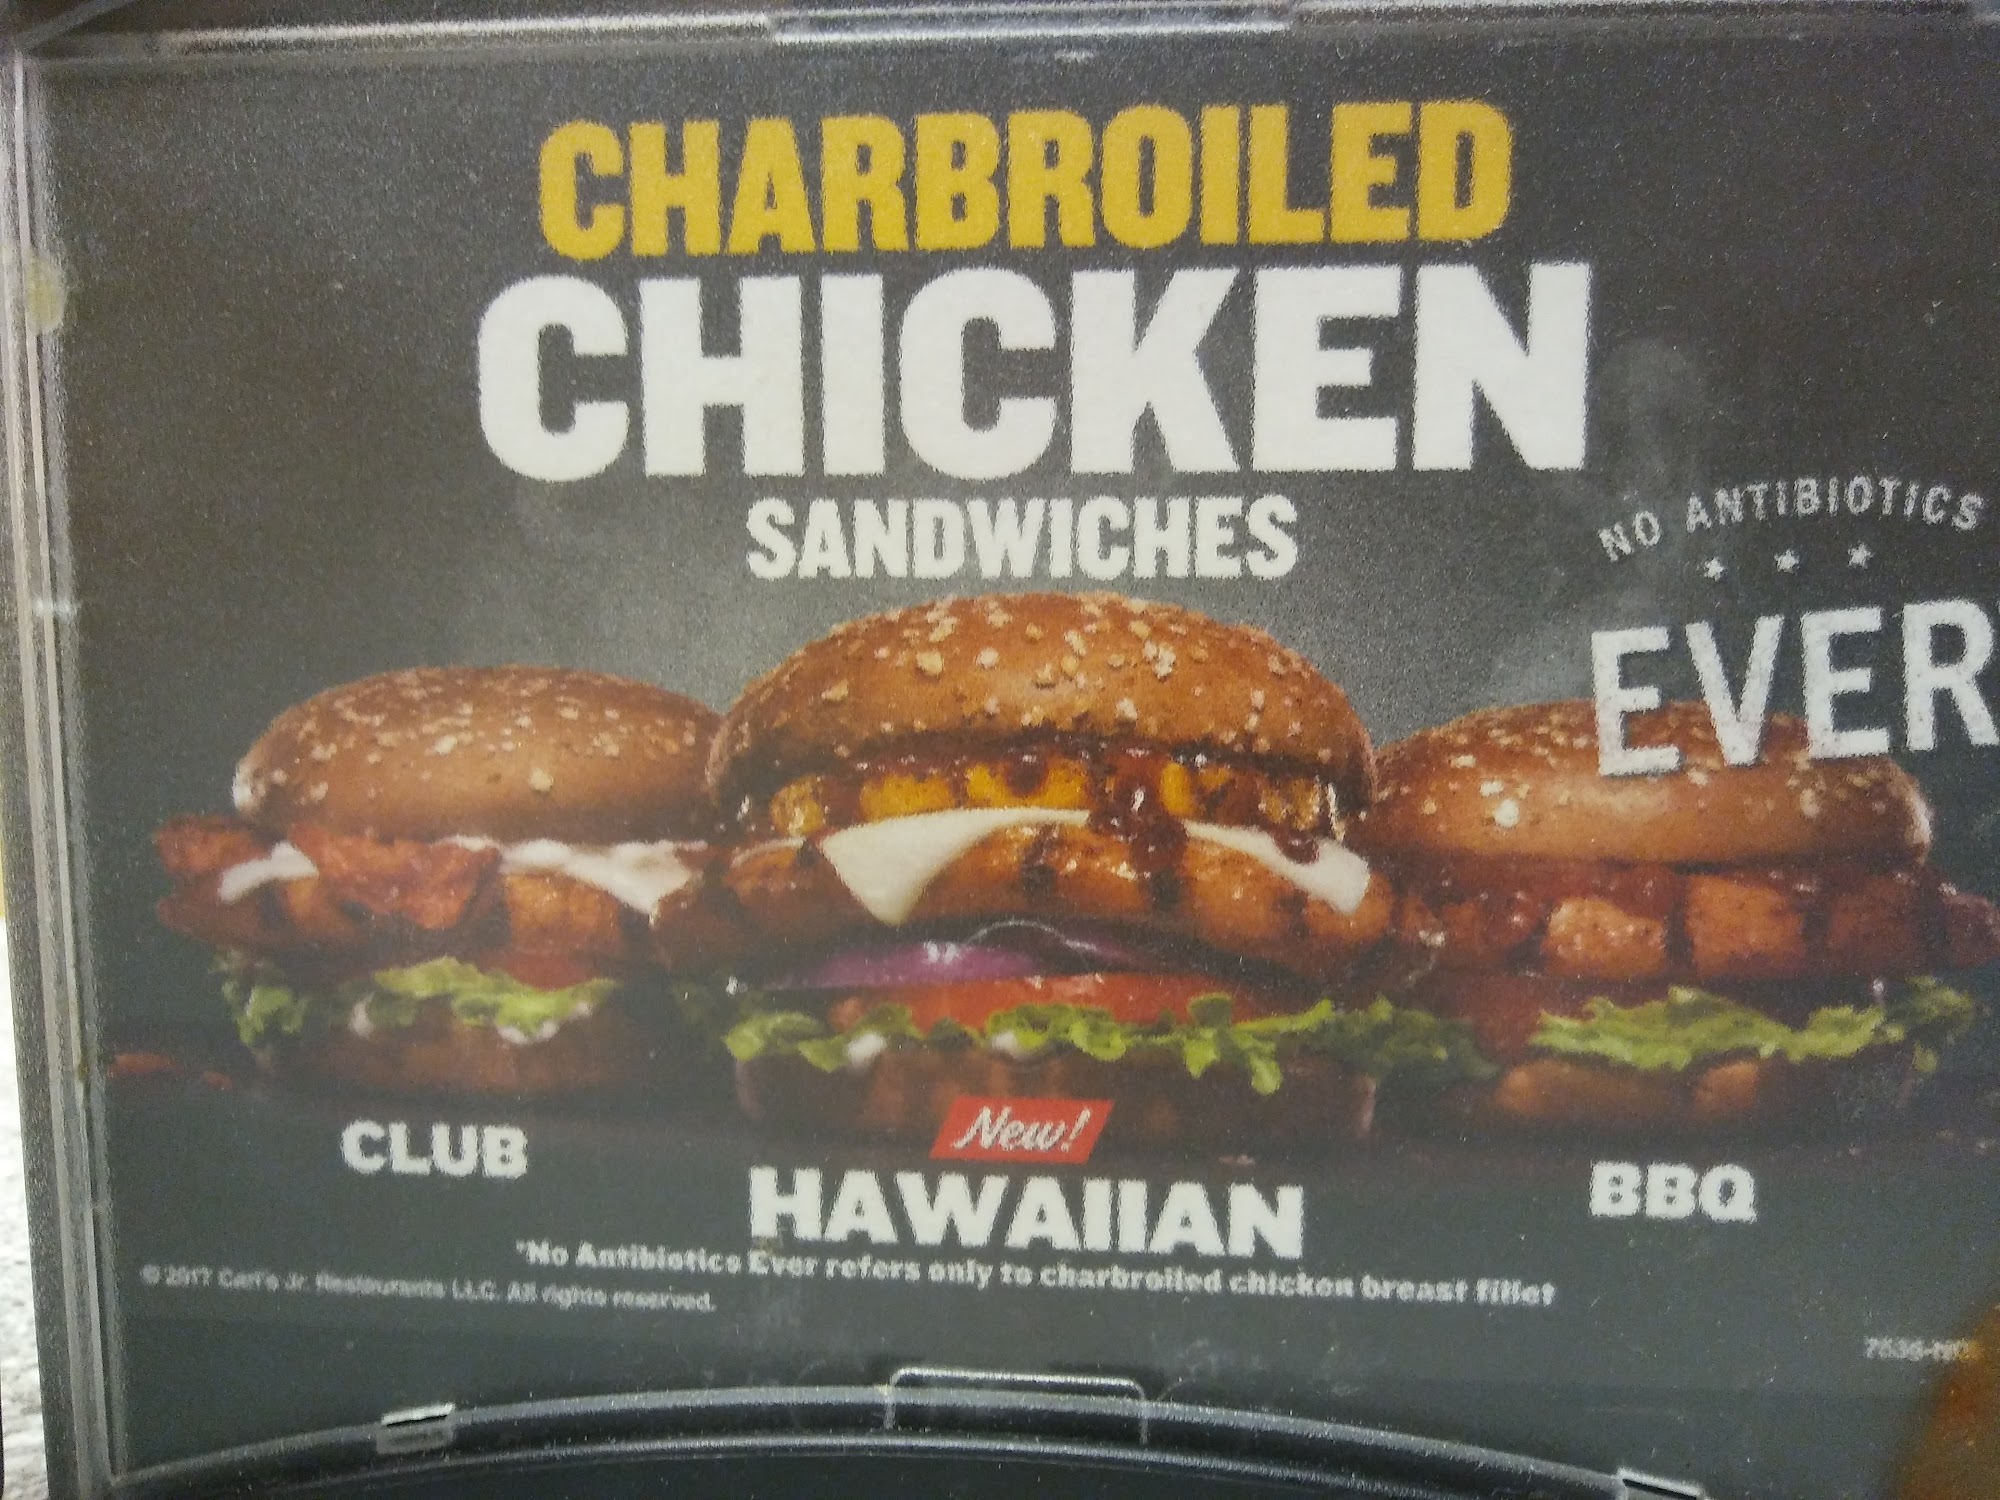 CHARBROILED
CHICKEN
SANDWICHES
NO ANTIBIOTICS
EVER
CLUB
New!
HAWAIIAN
BBQ
*No Antibiotics Ever refers only to charbroiled chicken breast fillet
© 2017 Carl's Jr. Restaurants LLC. All rights reserved.